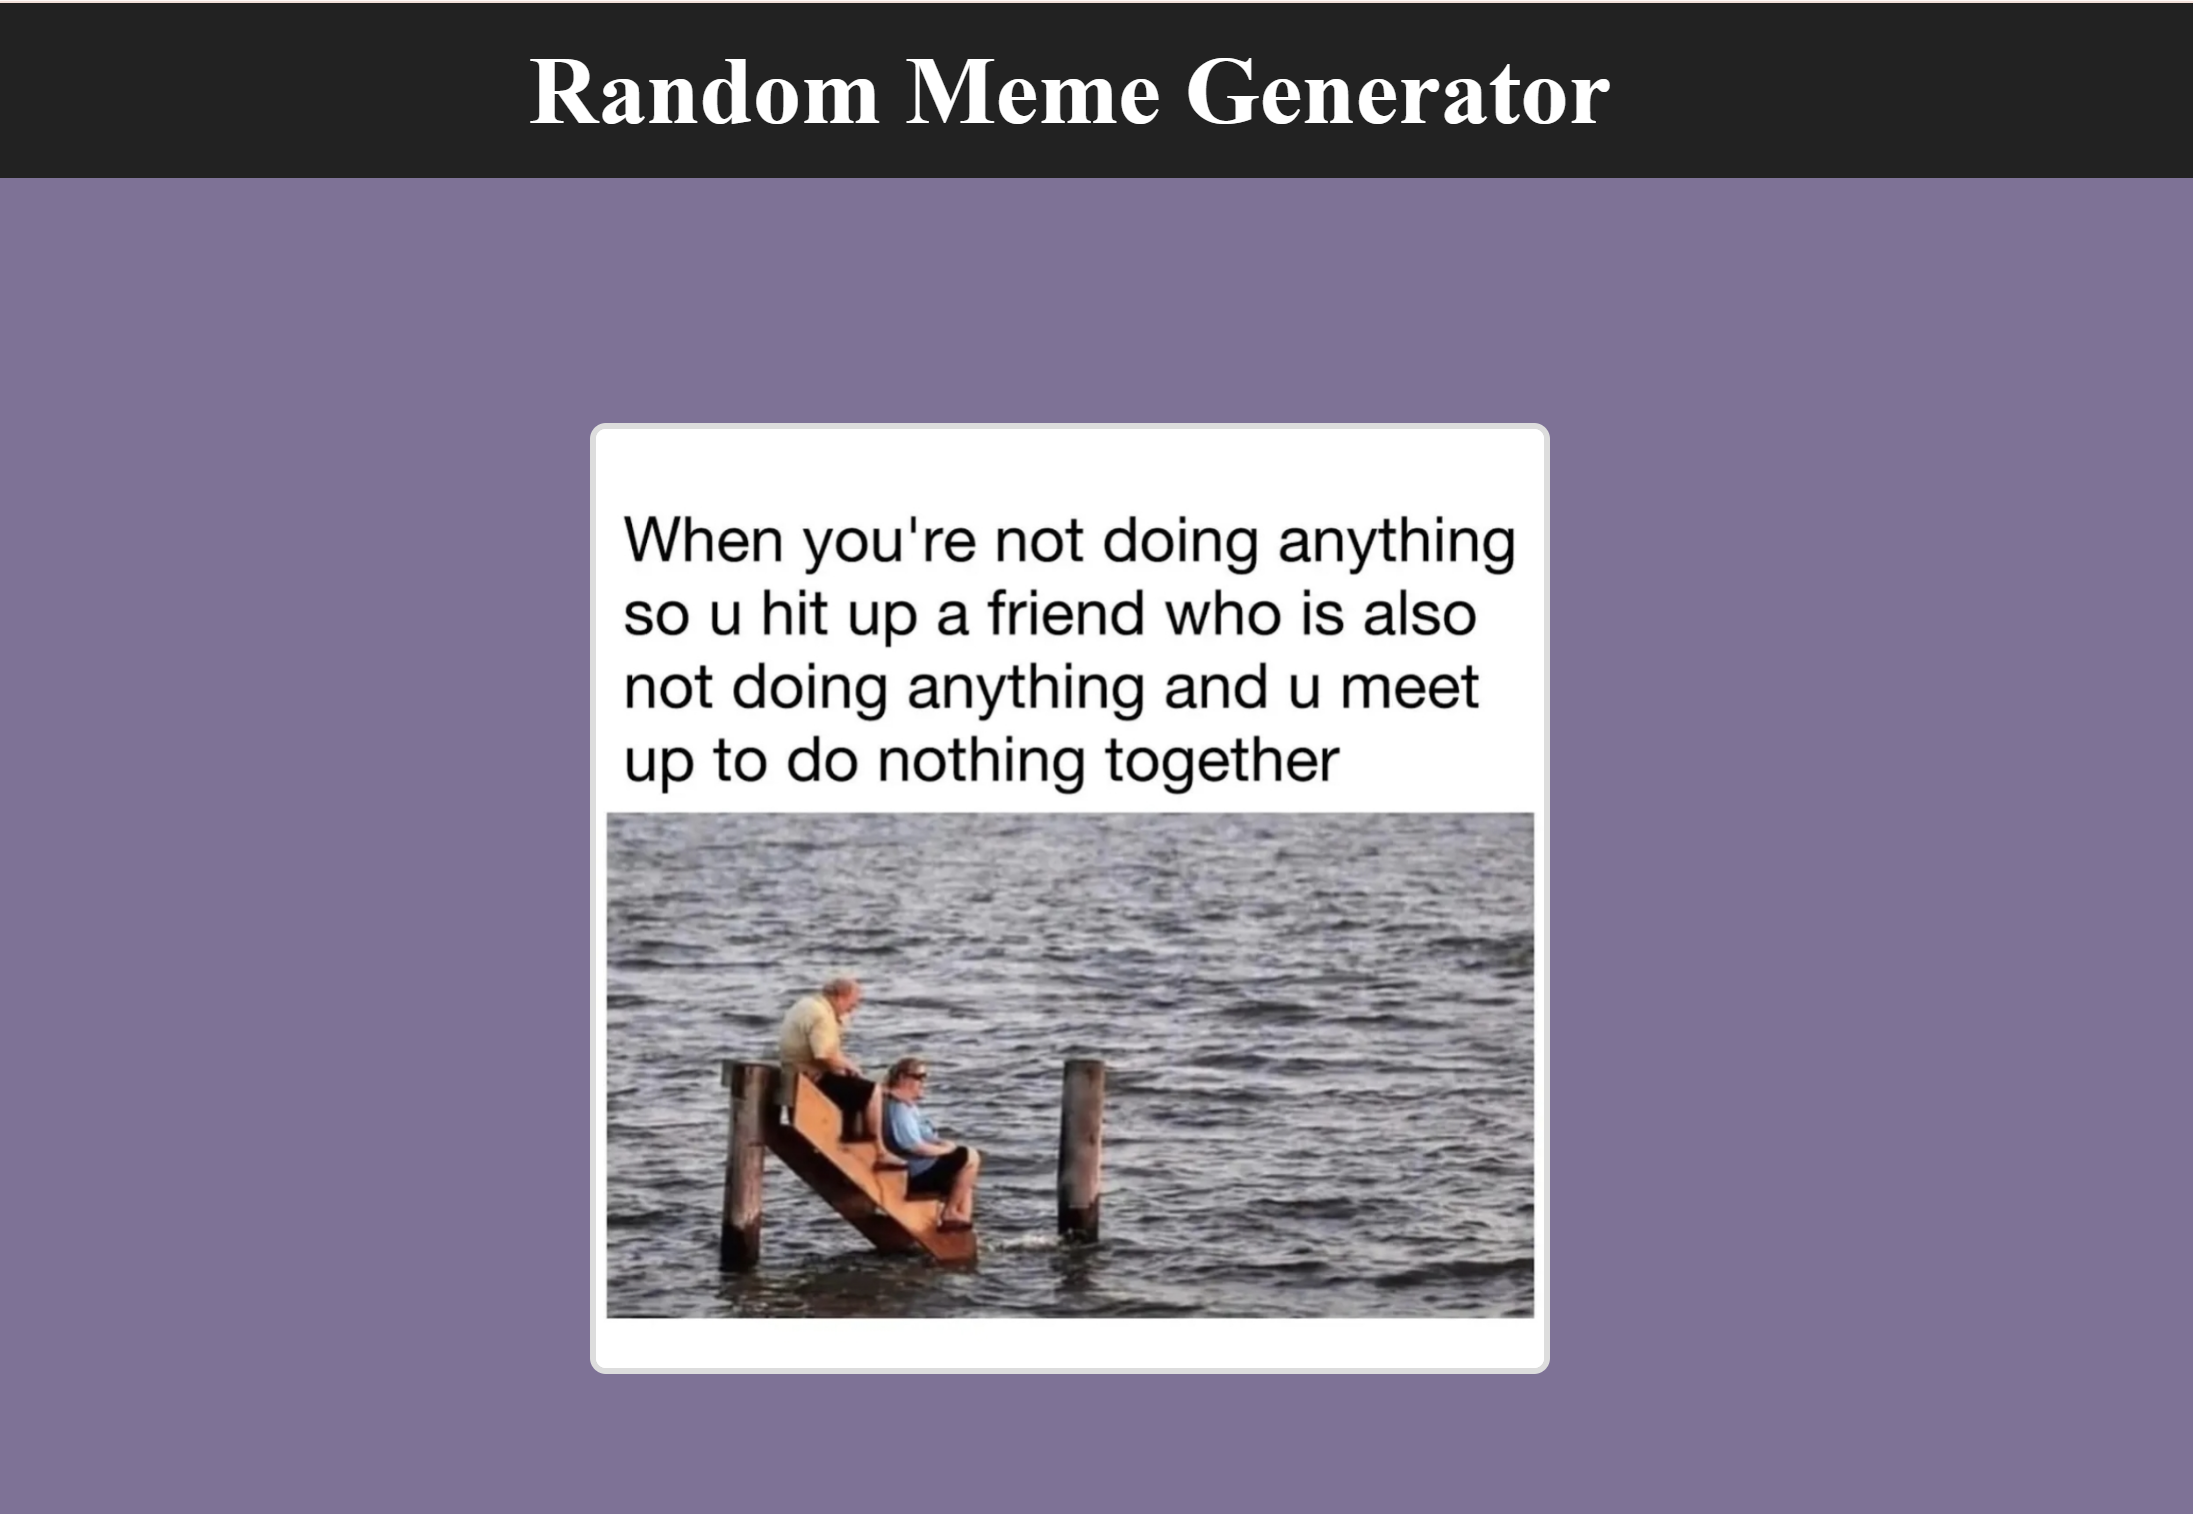 Random Meme Generator
When you're not doing anything
so u hit up a friend who is also
not doing anything and u meet
up to do nothing together